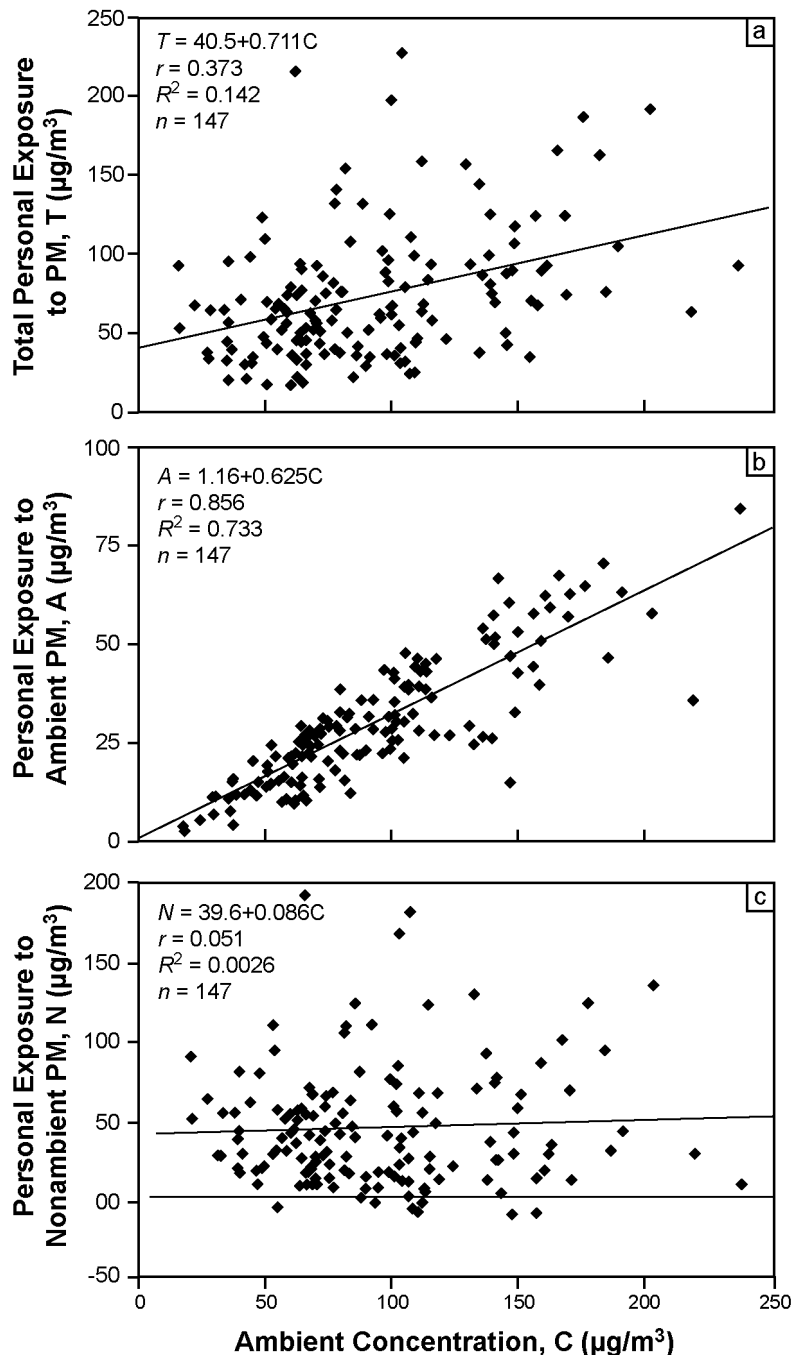 a
T = 40.5+0.711C
r = 0.373
R² = 0.142
n = 147
Total Personal Exposure
to PM, T (µg/m³)
250
200
150
100
50
0
b
A = 1.16+0.625C
r = 0.856
R² = 0.733
n = 147
Personal Exposure to
Ambient PM, A (µg/m³)
100
75
50
25
0
c
N = 39.6+0.086C
r = 0.051
R² = 0.0026
n = 147
Personal Exposure to
Nonambient PM, N (µg/m³)
200
150
100
50
00
-50
0 50 100 150 200 250
Ambient Concentration, C (µg/m³)